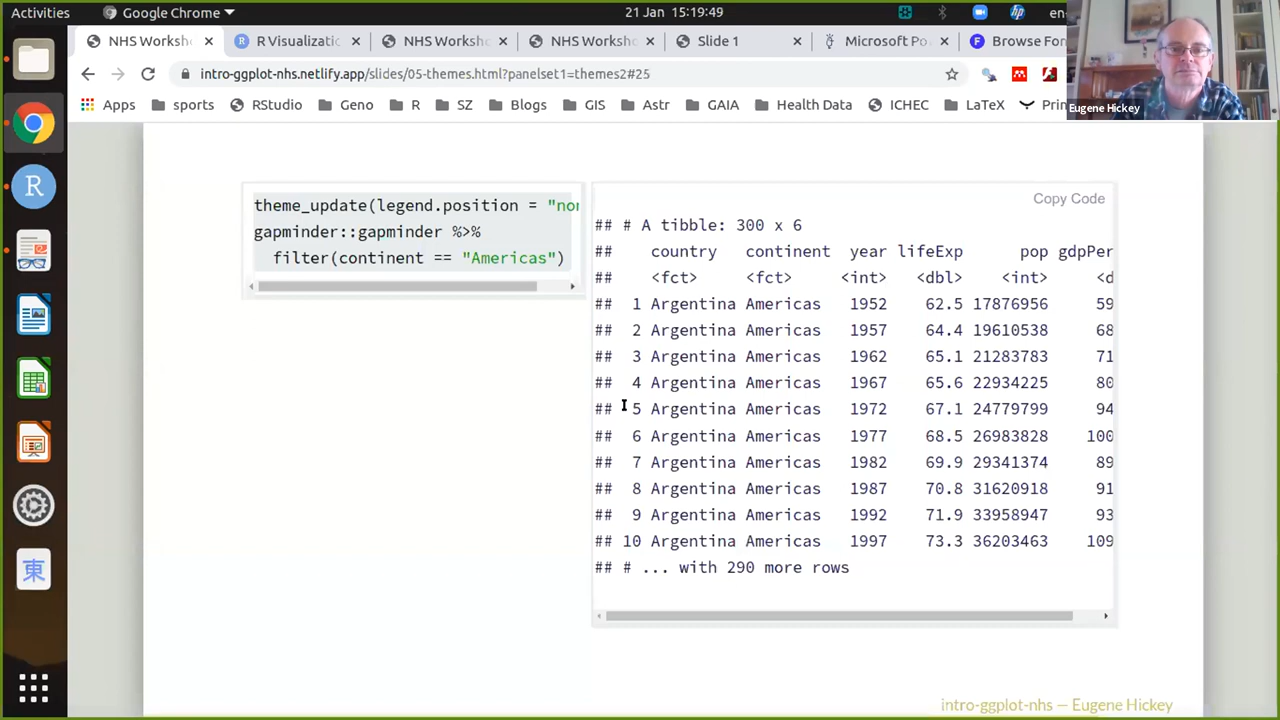 Activities
Google Chrome
21 Jan 15:19:49
en
NHS Worksh
R Visualizatio
NHS Worksho
NHS Worksho
Slide 1
Microsoft Po
Browse Fon
intro-ggplot-nhs.netlify.app/slides/05-themes.html?panelset1=themes2#25
Apps
sports
RStudio
Geno
R
SZ
Blogs
GIS
Astr
GAIA
Health Data
ICHEC
LaTeX
Prin
Eugene Hickey
theme_update(legend.position = "non
gapminder::gapminder %>%
filter(continent == "Americas")
Copy Code
## # A tibble: 300 x 6
## country continent year lifeExp pop gdpPer
## <fct> <fct> <int> <dbl> <int> <d
## 1 Argentina Americas 1952 62.5 17876956 59
## 2 Argentina Americas 1957 64.4 19610538 68
## 3 Argentina Americas 1962 65.1 21283783 71
## 4 Argentina Americas 1967 65.6 22934225 80
## 5 Argentina Americas 1972 67.1 24779799 94
## 6 Argentina Americas 1977 68.5 26983828 100
## 7 Argentina Americas 1982 69.9 29341374 89
## 8 Argentina Americas 1987 70.8 31620918 91
## 9 Argentina Americas 1992 71.9 33958947 93
## 10 Argentina Americas 1997 73.3 36203463 109
## # ... with 290 more rows
東
intro-ggplot-nhs — Eugene Hickey